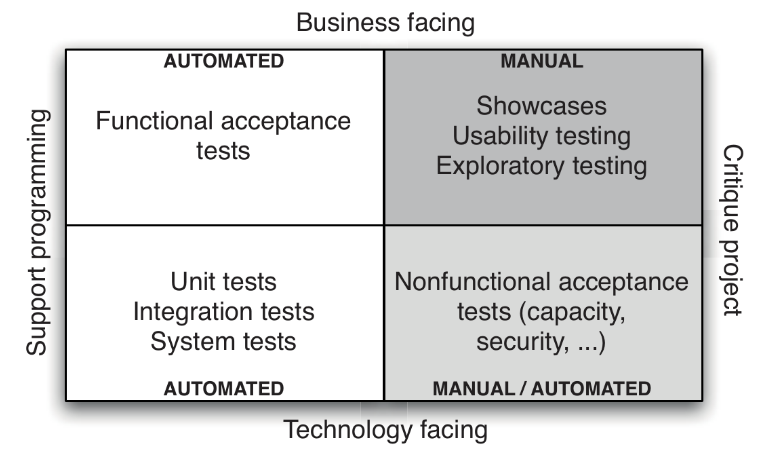 Business facing
AUTOMATED
Functional acceptance
tests
MANUAL
Showcases
Usability testing
Exploratory testing
Support programming
Critique project
Unit tests
Integration tests
System tests
AUTOMATED
Nonfunctional acceptance
tests (capacity,
security, ...)
MANUAL / AUTOMATED
Technology facing